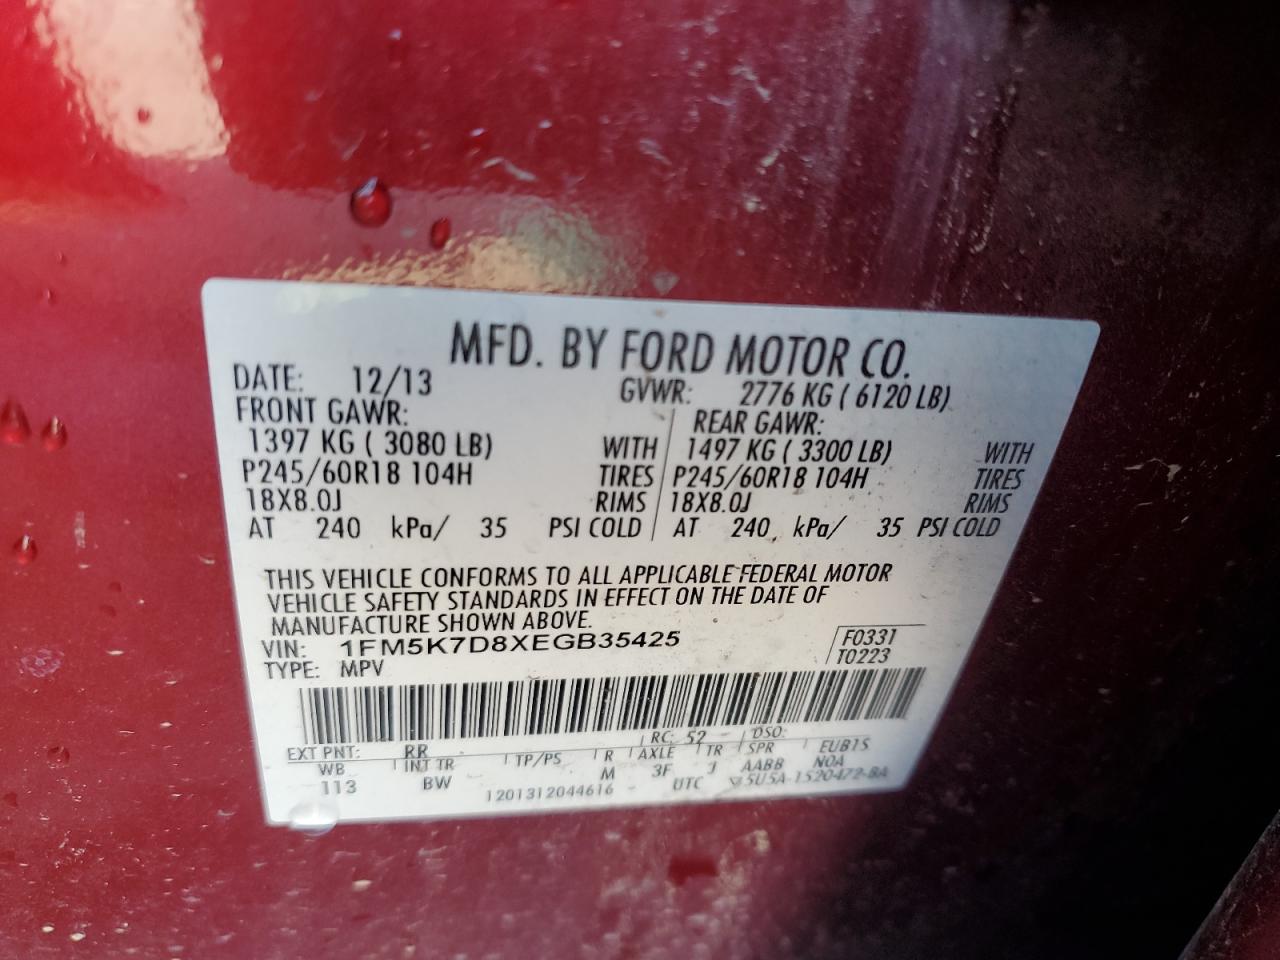 MFD. BY FORD MOTOR CO.
DATE: 12/13 GVWR: 2776 KG ( 6120 LB)
FRONT GAWR: REAR GAWR:
1397 KG ( 3080 LB) WITH 1497 KG ( 3300 LB) WITH
P245/60R18 104H TIRES P245/60R18 104H TIRES
18X8.0J RIMS 18X8.0J RIMS
AT 240 kPa/ 35 PSI COLD AT 240 kPa/ 35 PSI COLD
THIS VEHICLE CONFORMS TO ALL APPLICABLE FEDERAL MOTOR
VEHICLE SAFETY STANDARDS IN EFFECT ON THE DATE OF
MANUFACTURE SHOWN ABOVE.
VIN: 1FM5K7D8XEGB35425 F0331
TYPE: MPV T0223
EXT PNT: RR RC: 52 DSO:
WB INT TR TP/PS R AXLE TR SPR EUB1S
113 BW M 3F J AABB NOA
1201312044616 UTC 5U5A-1520472-BA